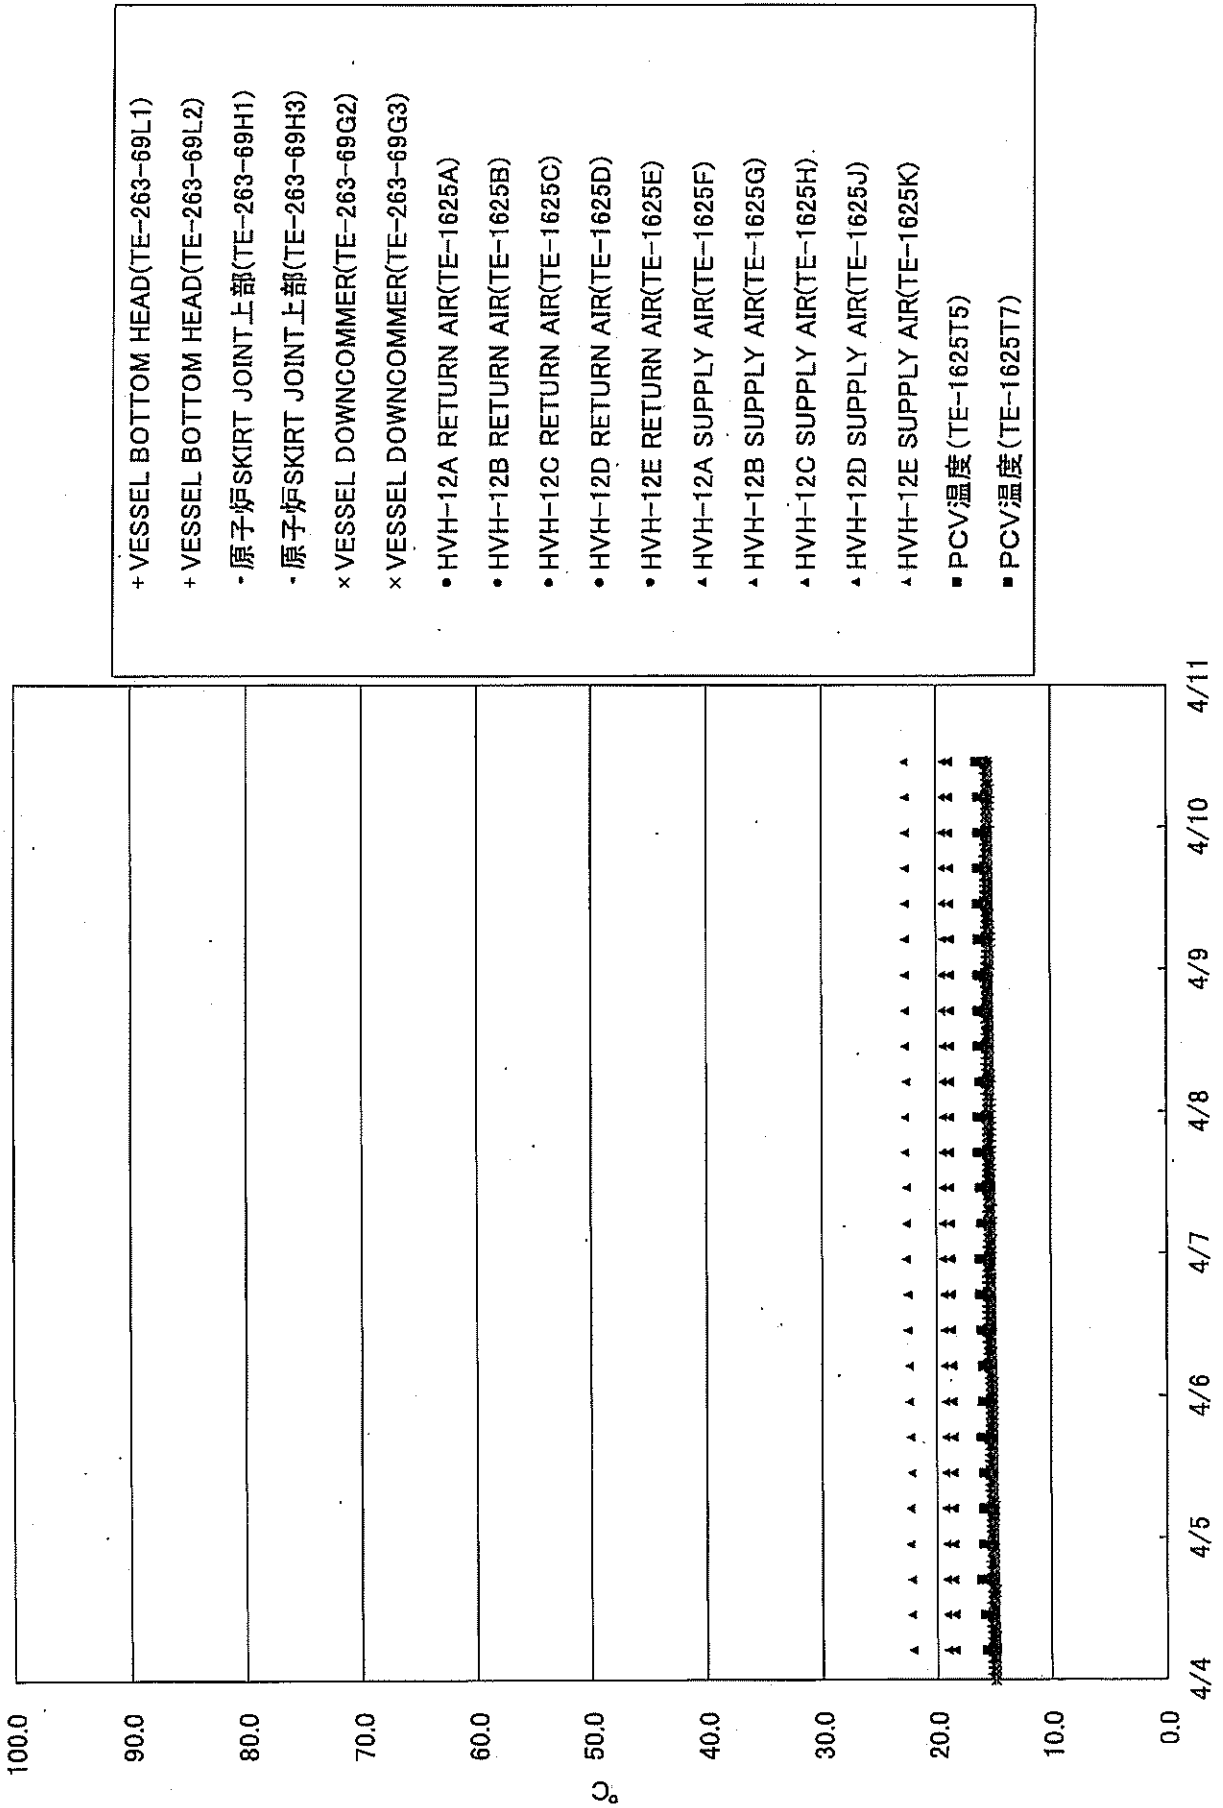 100.0
90.0
80.0
70.0
60.0
50.0
40.0
30.0
20.0
10.0
0.0
℃
4/4
4/5
4/6
4/7
4/8
4/9
4/10
4/11
+ VESSEL BOTTOM HEAD(TE-263-69L1)
+ VESSEL BOTTOM HEAD(TE-263-69L2)
- 原子炉SKIRT JOINT上部(TE-263-69H1)
- 原子炉SKIRT JOINT上部(TE-263-69H3)
× VESSEL DOWNCOMMER(TE-263-69G2)
× VESSEL DOWNCOMMER(TE-263-69G3)
● HVH-12A RETURN AIR(TE-1625A)
● HVH-12B RETURN AIR(TE-1625B)
● HVH-12C RETURN AIR(TE-1625C)
● HVH-12D RETURN AIR(TE-1625D)
● HVH-12E RETURN AIR(TE-1625E)
▲ HVH-12A SUPPLY AIR(TE-1625F)
▲ HVH-12B SUPPLY AIR(TE-1625G)
▲ HVH-12C SUPPLY AIR(TE-1625H)
▲ HVH-12D SUPPLY AIR(TE-1625J)
▲ HVH-12E SUPPLY AIR(TE-1625K)
■ PCV温度(TE-1625T5)
■ PCV温度(TE-1625T7)